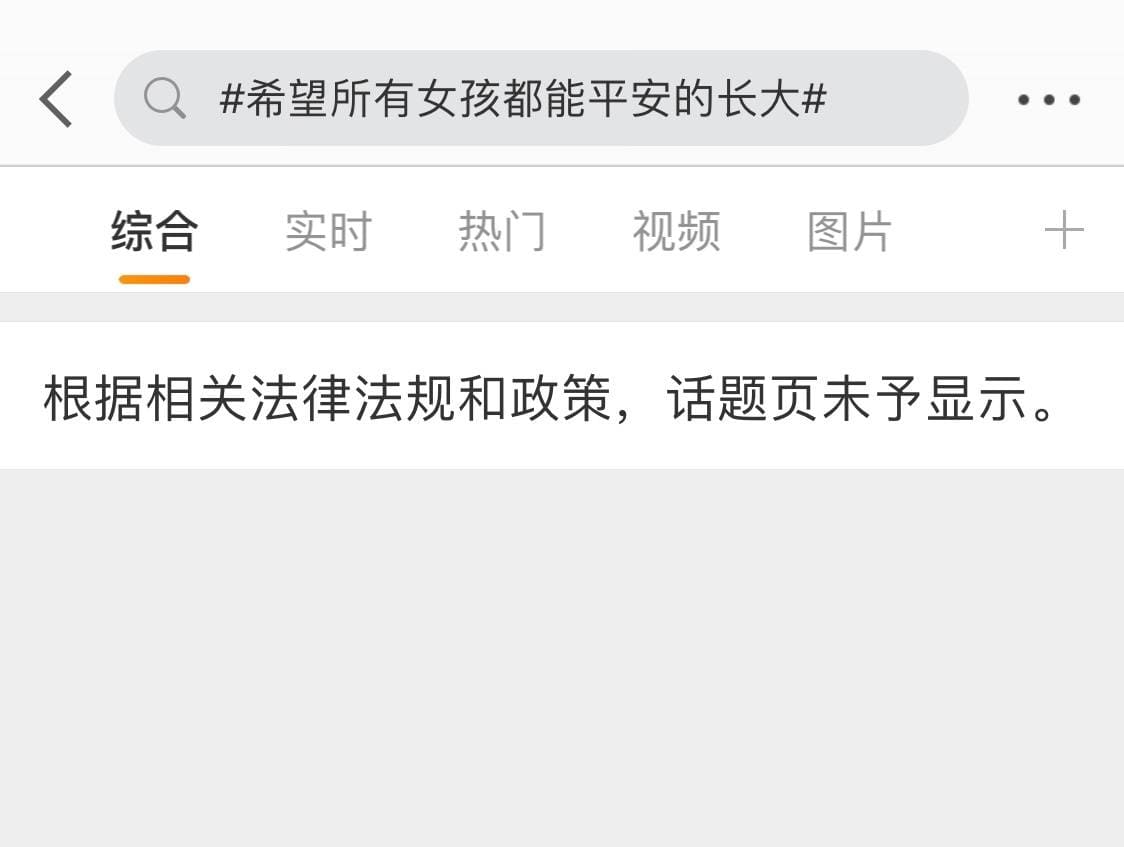 #希望所有女孩都能平安的长大#
综合 实时 热门 视频 图片
根据相关法律法规和政策，话题页未予显示。